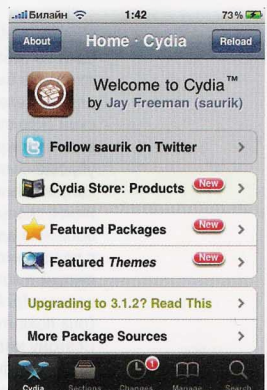 Билайн 1:42 73%
About Home · Cydia Reload
Welcome to Cydia™
by Jay Freeman (saurik)
Follow saurik on Twitter
Cydia Store: Products New
Featured Packages New
Featured Themes New
Upgrading to 3.1.2? Read This
More Package Sources
1
Cydia Sections Changes Manage Search